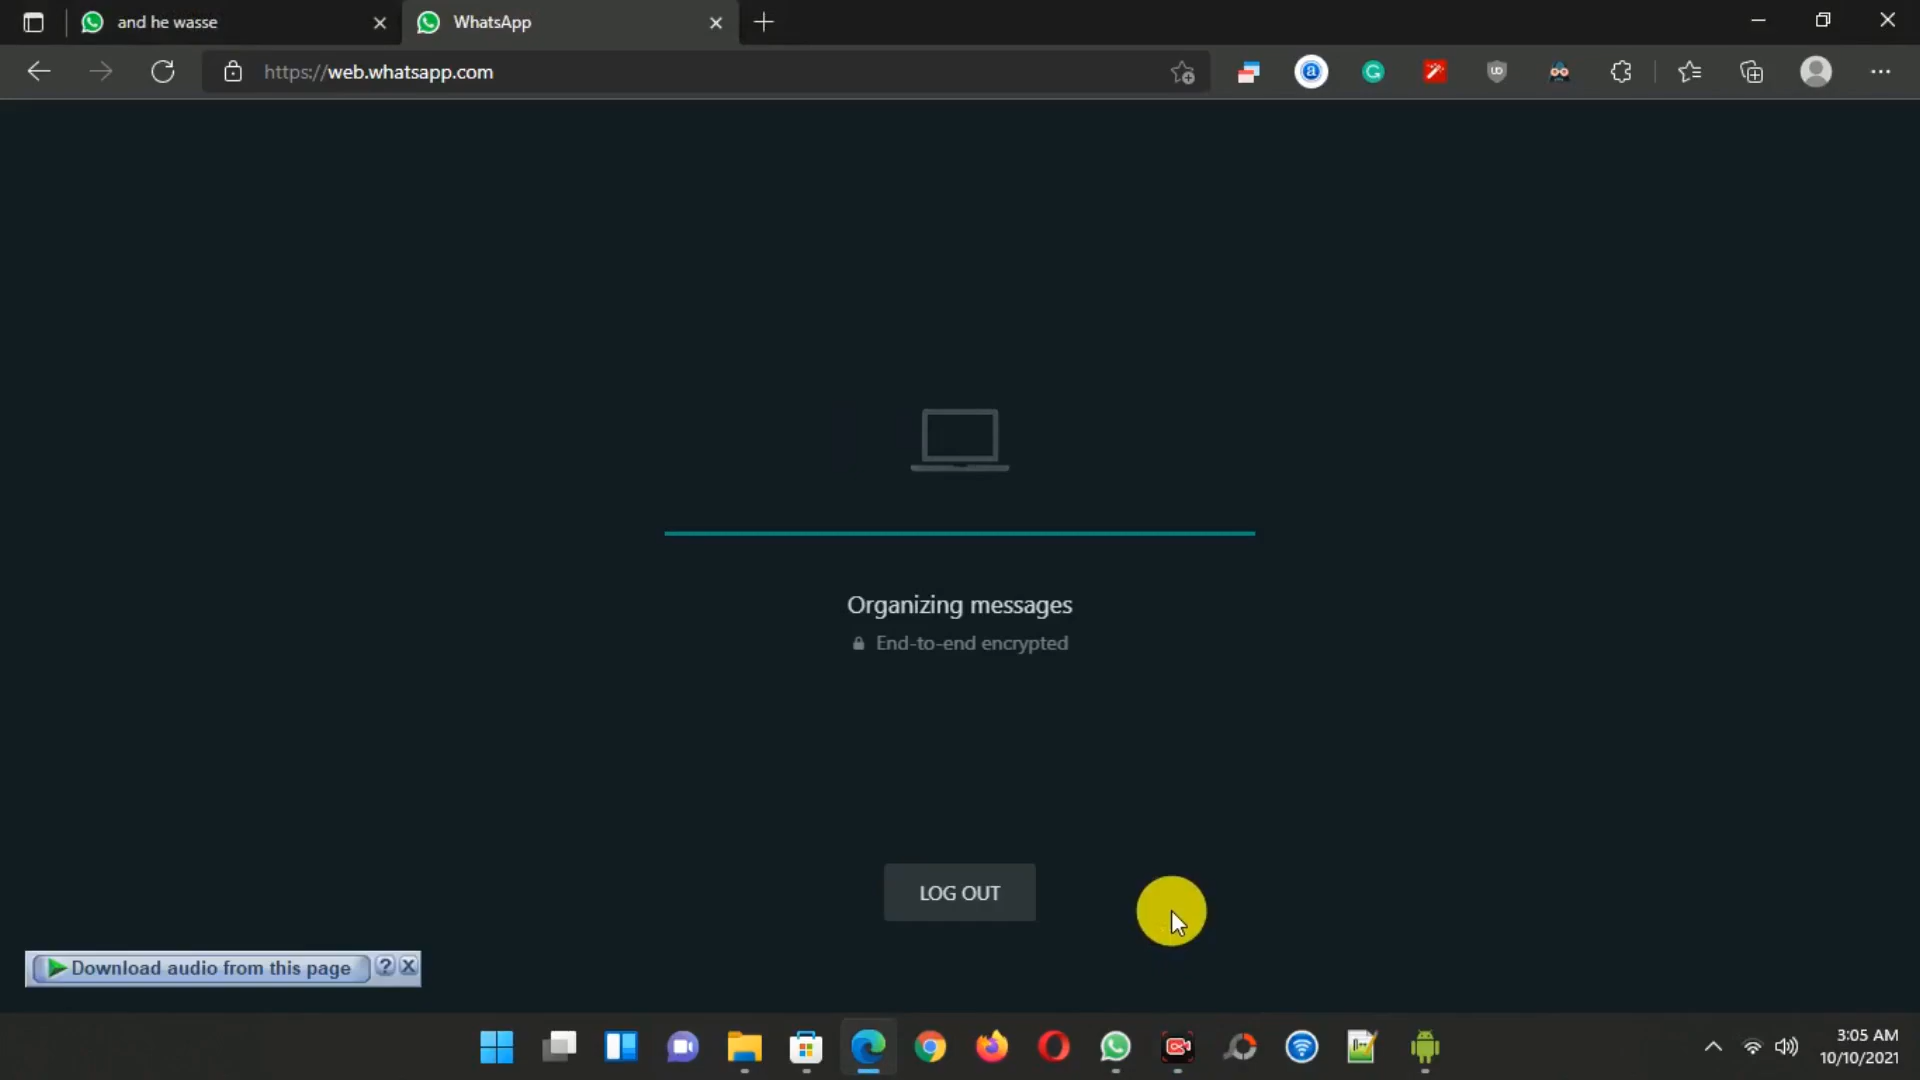 and he wasse
WhatsApp
https://web.whatsapp.com
Organizing messages
End-to-end encrypted
LOG OUT
Download audio from this page
3:05 AM
10/10/2021